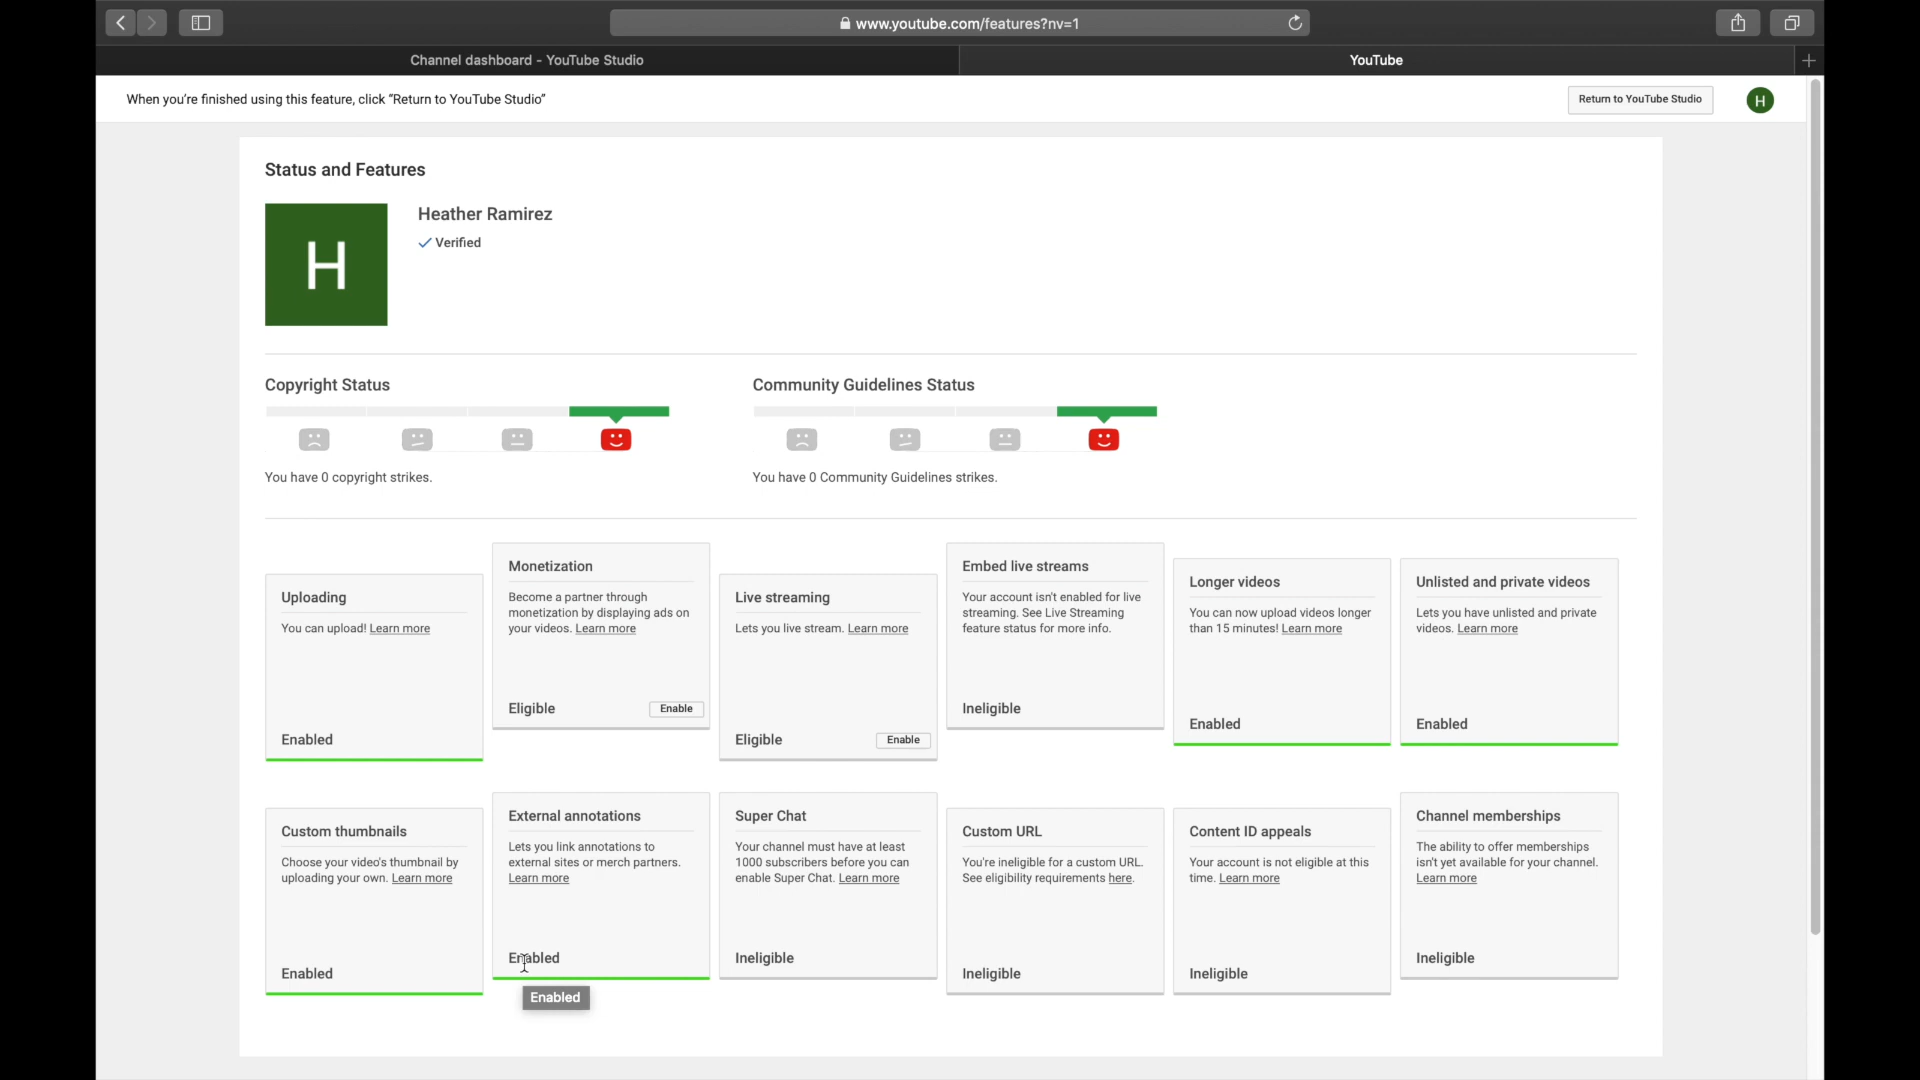 www.youtube.com/features?nv=1
Channel dashboard - YouTube Studio
YouTube
When you're finished using this feature, click "Return to YouTube Studio"
Return to YouTube Studio
H
Status and Features
H
Heather Ramirez
Verified
Copyright Status
You have 0 copyright strikes.
Community Guidelines Status
You have 0 Community Guidelines strikes.
Uploading
You can upload! Learn more
Enabled
Monetization
Become a partner through
monetization by displaying ads on
your videos. Learn more
Eligible
Enable
Live streaming
Lets you live stream. Learn more
Eligible
Enable
Embed live streams
Your account isn't enabled for live
streaming. See Live Streaming
feature status for more info.
Ineligible
Longer videos
You can now upload videos longer
than 15 minutes! Learn more
Enabled
Unlisted and private videos
Lets you have unlisted and private
videos. Learn more
Enabled
Custom thumbnails
Choose your video's thumbnail by
uploading your own. Learn more
Enabled
External annotations
Lets you link annotations to
external sites or merch partners.
Learn more
Enabled
Enabled
Super Chat
Your channel must have at least
1000 subscribers before you can
enable Super Chat. Learn more
Ineligible
Custom URL
You're ineligible for a custom URL.
See eligibility requirements here.
Ineligible
Content ID appeals
Your account is not eligible at this
time. Learn more
Ineligible
Channel memberships
The ability to offer memberships
isn't yet available for your channel.
Learn more
Ineligible